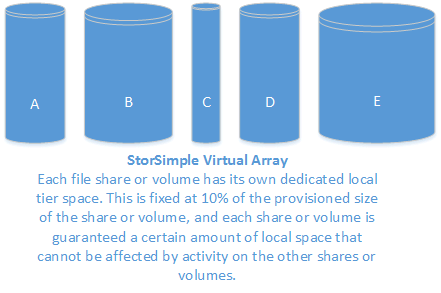 A B C D E
StorSimple Virtual Array
Each file share or volume has its own dedicated local
tier space. This is fixed at 10% of the provisioned size
of the share or volume, and each share or volume is
guaranteed a certain amount of local space that
cannot be affected by activity on the other shares or
volumes.